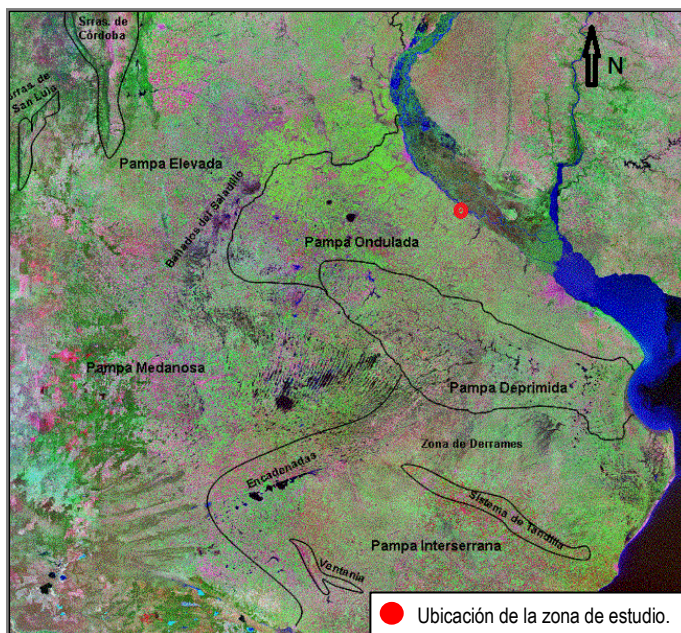 Srras. de
Córdoba
Srras. de
San Luis
N
Pampa Elevada
Bañados del Saladillo
Pampa Ondulada
Pampa Medanosa
Pampa Deprimida
Zona de Derrames
Encadenadas
Sistema de Tandilia
Pampa Interserrana
Ventania
Ubicación de la zona de estudio.